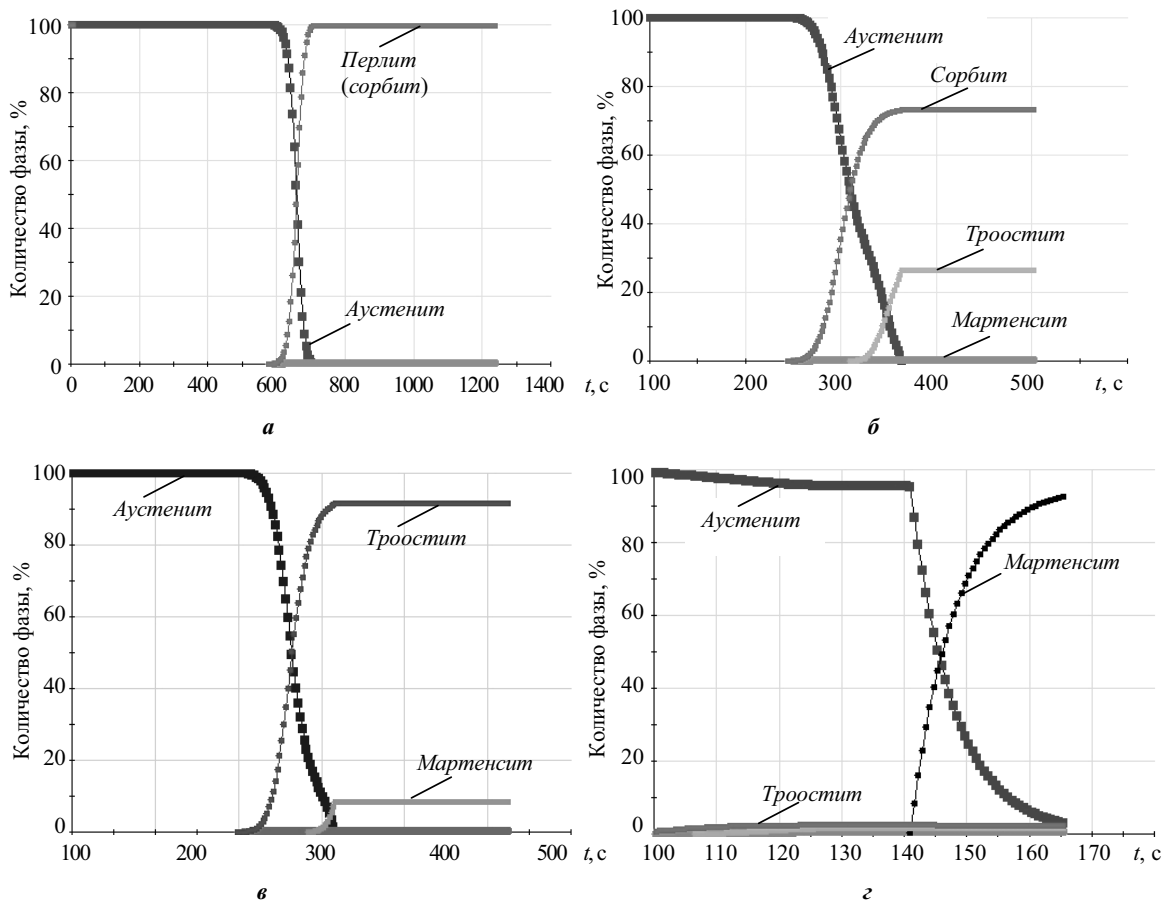 Количество фазы, %
100
80
60
40
20
0
Перлит
(сорбит)
Аустенит
0 200 400 600 800 1000 1200 1400 t, с
а
Количество фазы, %
100
80
60
40
20
0
Аустенит
Сорбит
Троостит
Мартенсит
100 200 300 400 500 t, с
б
Количество фазы, %
100
80
60
40
20
0
Аустенит
Троостит
Мартенсит
100 200 300 400 500 t, с
в
Количество фазы, %
100
80
60
40
20
0
Аустенит
Мартенсит
Троостит
100 110 120 130 140 150 160 170 t, с
г